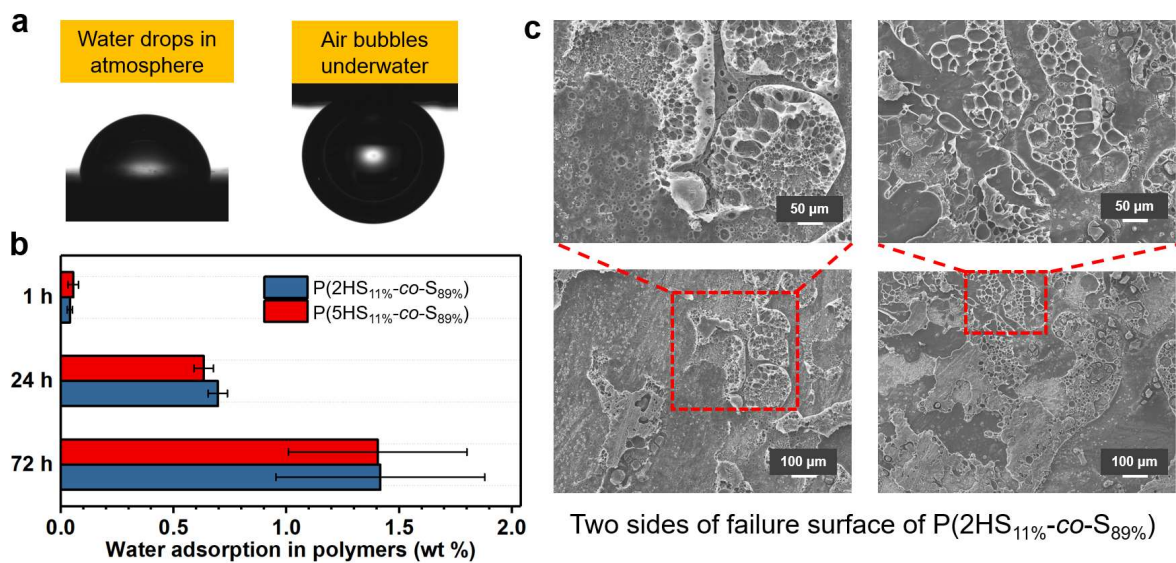 a
Water drops in
atmosphere
Air bubbles
underwater
b
1 h
24 h
72 h
P(2HS11%-co-S89%)
P(5HS11%-co-S89%)
0.0 0.5 1.0 1.5 2.0
Water adsorption in polymers (wt %)
c
50 µm
50 µm
100 µm
100 µm
Two sides of failure surface of P(2HS11%-co-S89%)